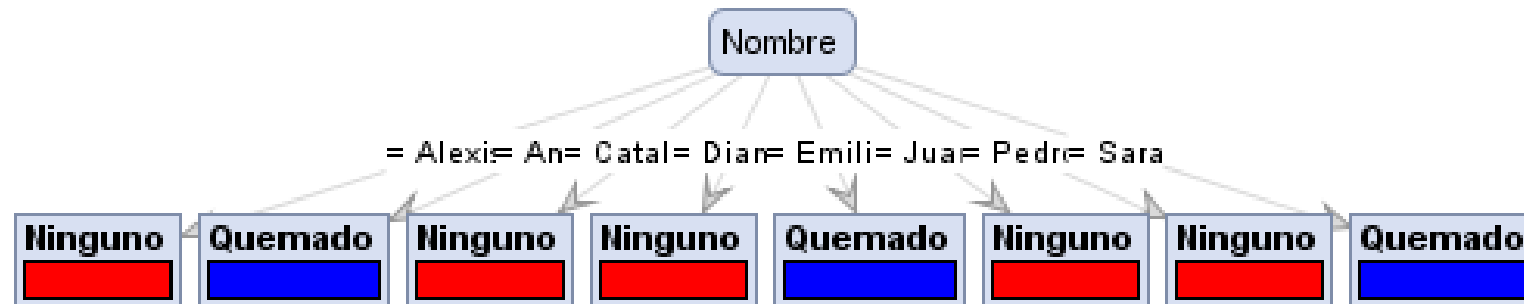 Nombre
= Alexis = An = Catal = Dian = Emili = Jua = Pedro = Sara
Ninguno Quemado Ninguno Ninguno Quemado Ninguno Ninguno Quemado